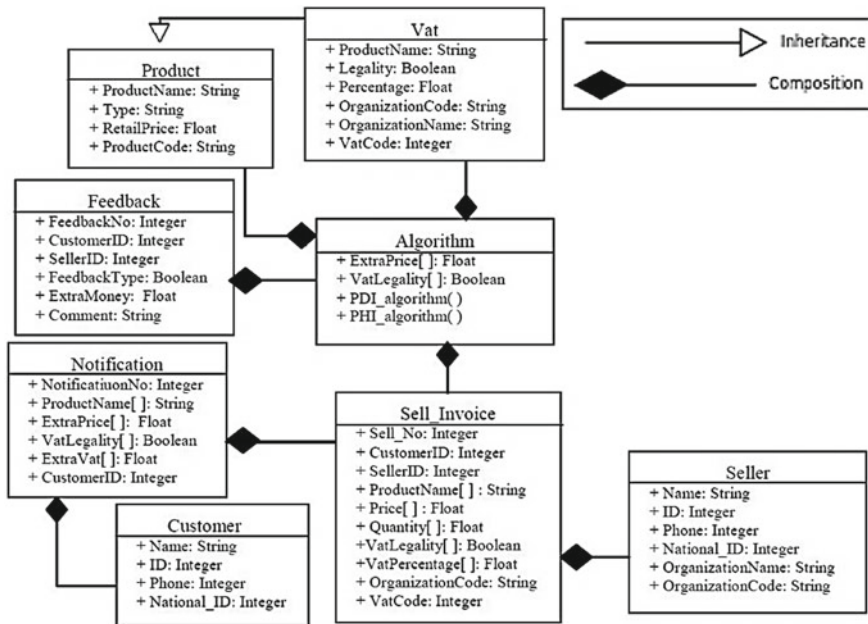 Vat
+ ProductName: String
+ Legality: Boolean
+ Percentage: Float
+ OrganizationCode: String
+ OrganizationName: String
+ VatCode: Integer
Inheritance
Composition
Product
+ ProductName: String
+ Type: String
+ RetailPrice: Float
+ ProductCode: String
Feedback
+ FeedbackNo: Integer
+ CustomerID: Integer
+ SellerID: Integer
+ FeedbackType: Boolean
+ ExtraMoney: Float
+ Comment: String
Algorithm
+ ExtraPrice[ ]: Float
+ VatLegality[ ]: Boolean
+ PDI_algorithm( )
+ PHI_algorithm( )
Notification
+ NotificatiuonNo: Integer
+ ProductName[ ]: String
+ ExtraPrice[ ]: Float
+ VatLegality[ ]: Boolean
+ ExtraVat[ ]: Float
+ CustomerID: Integer
Sell_Invoice
+ Sell_No: Integer
+ CustomerID: Integer
+ SellerID: Integer
+ ProductName[ ] : String
+ Price[ ] : Float
+ Quantity[ ]: Float
+VatLegality[ ]: Boolean
+VatPercentage[ ]: Float
+ OrganizationCode: String
+ VatCode: Integer
Seller
+ Name: String
+ ID: Integer
+ Phone: Integer
+ National_ID: Integer
+ OrganizationName: String
+ OrganizationCode: String
Customer
+ Name: String
+ ID: Integer
+ Phone: Integer
+ National_ID: Integer